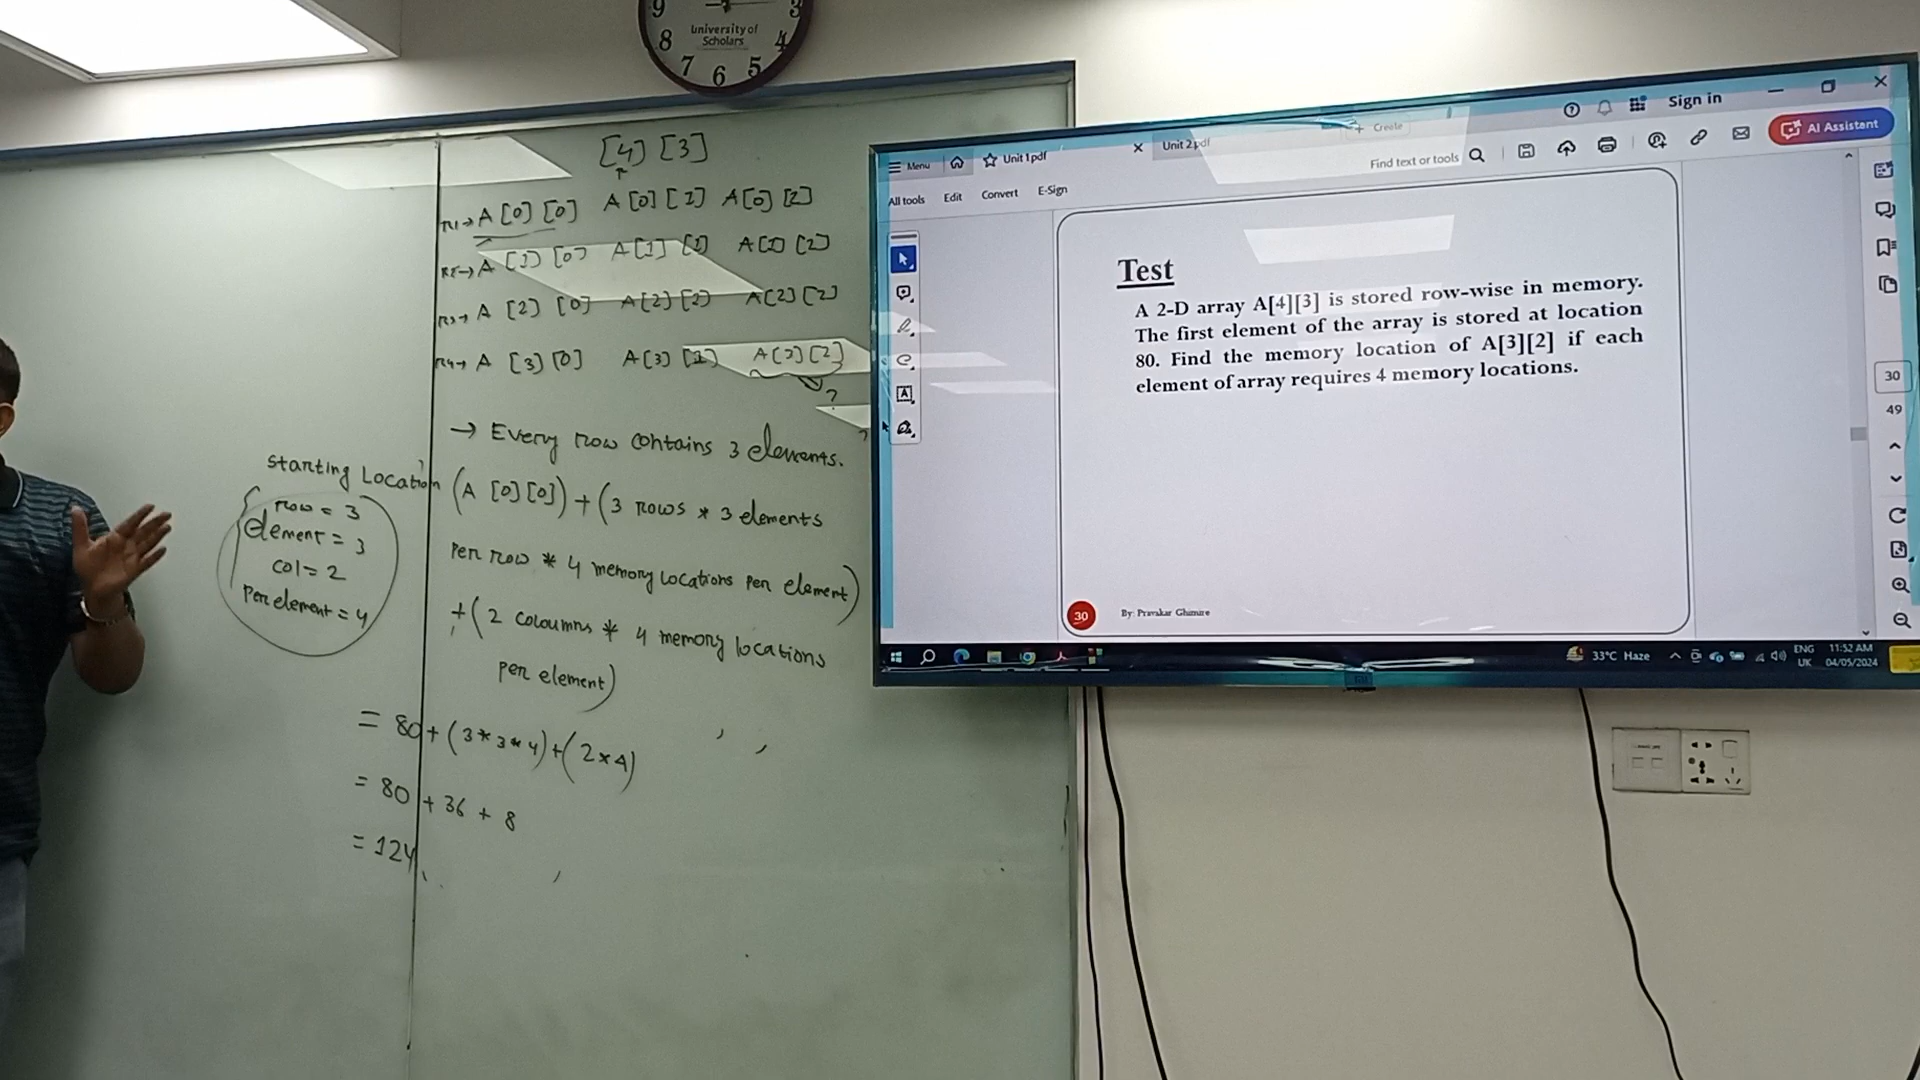 9 3
8 4
7 6 5
University of
Scholars
[4] [3]
R1→ A [0] [0] A [0] [1] A [0] [2]
R2→ A [1] [0] A [1] [1] A [1] [2]
R3→ A [2] [0] A [2] [1] A [2] [2]
R4→ A [3] [0] A [3] [1] A [3] [2]
?
→ Every row contains 3 elements.
Starting Location (A [0] [0]) + (3 rows * 3 elements
per row * 4 memory locations per element)
+ (2 coloumns * 4 memory locations
per element)
row = 3
element = 3
col = 2
Per element = 4
= 80 + (3*3*4) + (2×4)
= 80 + 36 + 8
= 124
Sign in
Menu
Unit 1.pdf
Unit 2.pdf
+ Create
Find text or tools
AI Assistant
All tools Edit Convert E-Sign
Test
A 2-D array A[4][3] is stored row-wise in memory.
The first element of the array is stored at location
80. Find the memory location of A[3][2] if each
element of array requires 4 memory locations.
30
By: Pravakar Ghimire
30
49
33°C Haze
ENG
UK
11:52 AM
04/05/2024